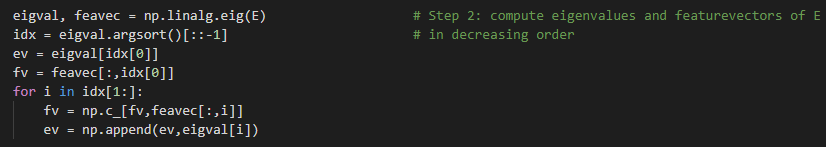 eigval, feavec = np.linalg.eig(E) # Step 2: compute eigenvalues and featurevectors of E
idx = eigval.argsort()[::-1] # in decreasing order
ev = eigval[idx[0]]
fv = feavec[:,idx[0]]
for i in idx[1:]:
    fv = np.c_[fv,feavec[:,i]]
    ev = np.append(ev,eigval[i])